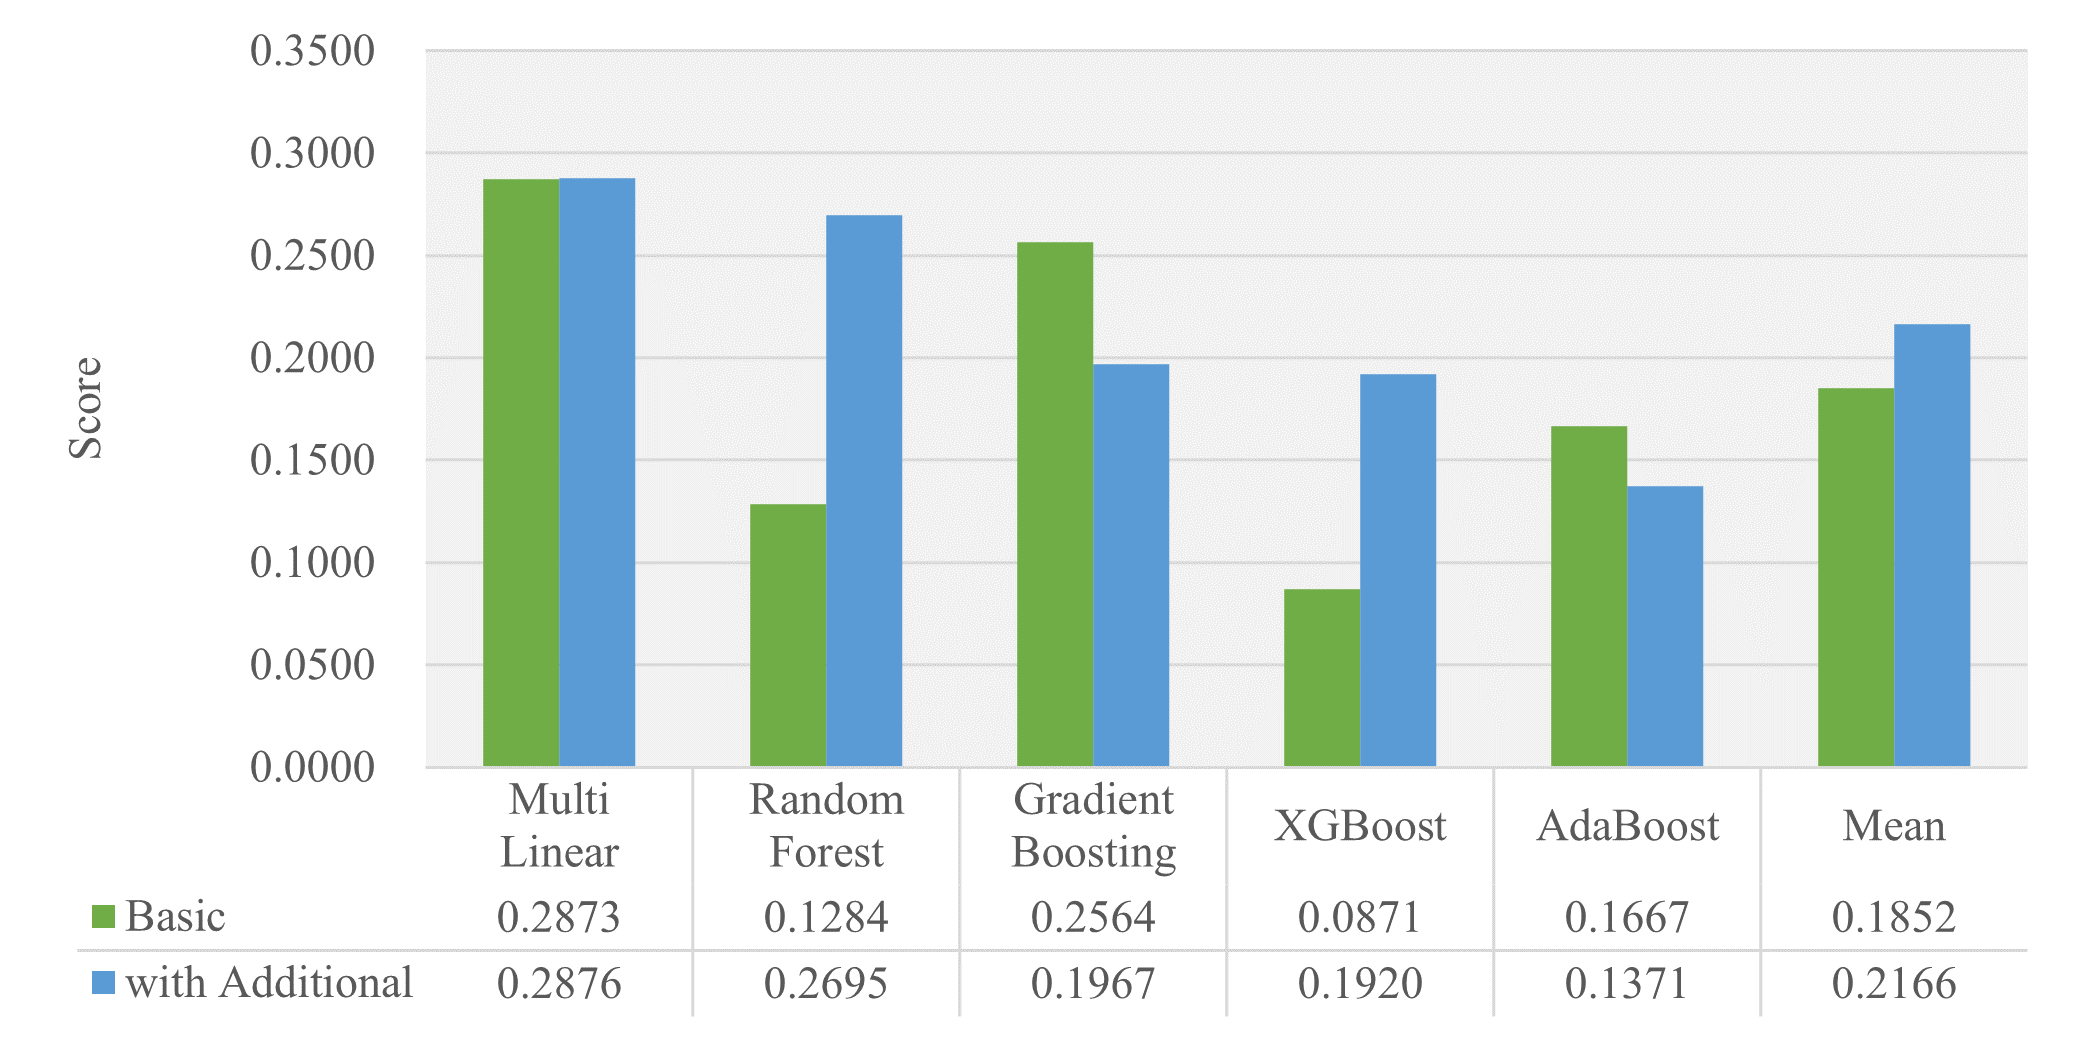 0.3500
0.3000
0.2500
0.2000
0.1500
0.1000
0.0500
0.0000
Score
Multi Linear
Random Forest
Gradient Boosting
XGBoost
AdaBoost
Mean
Basic 0.2873 0.1284 0.2564 0.0871 0.1667 0.1852
with Additional 0.2876 0.2695 0.1967 0.1920 0.1371 0.2166